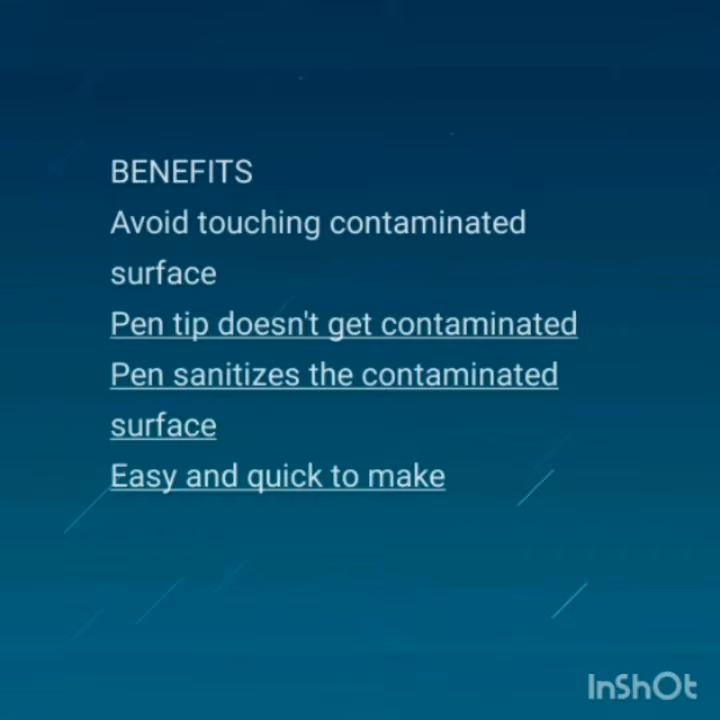 BENEFITS
Avoid touching contaminated
surface
Pen tip doesn't get contaminated
Pen sanitizes the contaminated
surface
Easy and quick to make
InShOt